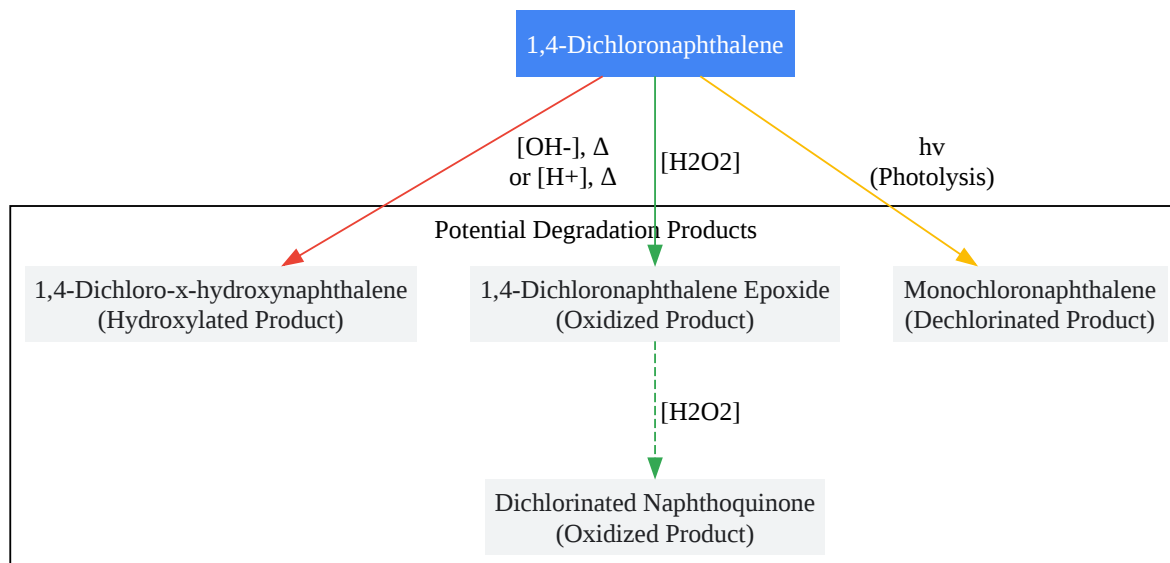 1,4-Dichloronaphthalene
[OH-], Δ
or [H+], Δ
[H2O2]
hv
(Photolysis)
Potential Degradation Products
1,4-Dichloro-x-hydroxynaphthalene
(Hydroxylated Product)
1,4-Dichloronaphthalene Epoxide
(Oxidized Product)
Monochloronaphthalene
(Dechlorinated Product)
[H2O2]
Dichlorinated Naphthoquinone
(Oxidized Product)